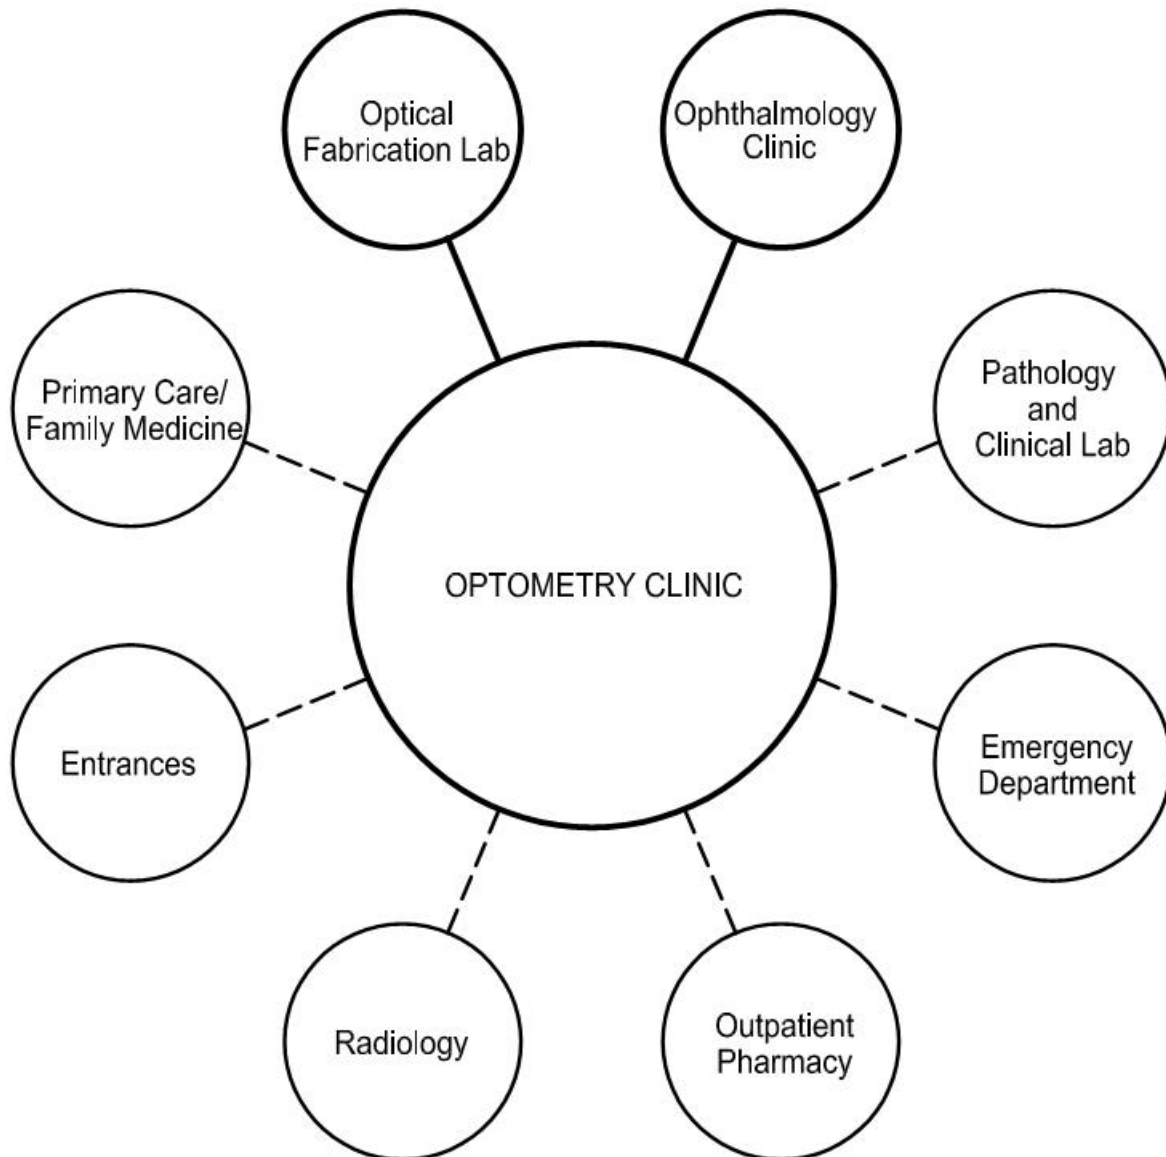 Optical
Fabrication Lab
Ophthalmology
Clinic
Primary Care/
Family Medicine
Pathology
and
Clinical Lab
OPTOMETRY CLINIC
Entrances
Emergency
Department
Radiology
Outpatient
Pharmacy